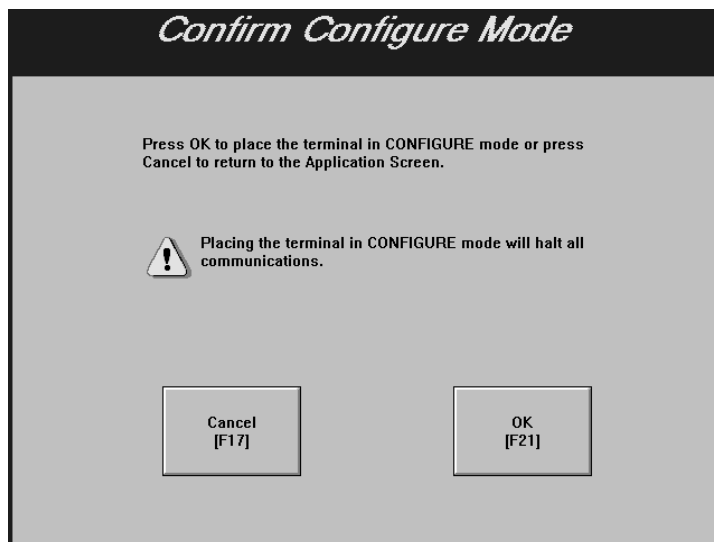 Confirm Configure Mode
Press OK to place the terminal in CONFIGURE mode or press
Cancel to return to the Application Screen.
Placing the terminal in CONFIGURE mode will halt all
communications.
Cancel
[F17]
OK
[F21]